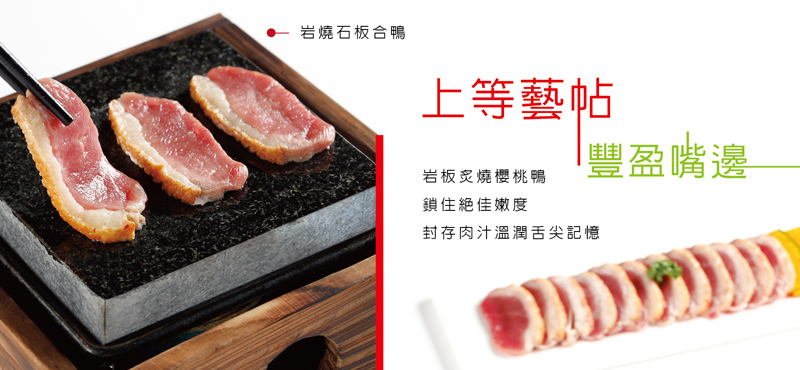 岩燒石板合鴨
上等藝帖
豐盈嘴邊
岩板炙燒櫻桃鴨
鎖住絕佳嫩度
封存肉汁溫潤舌尖記憶